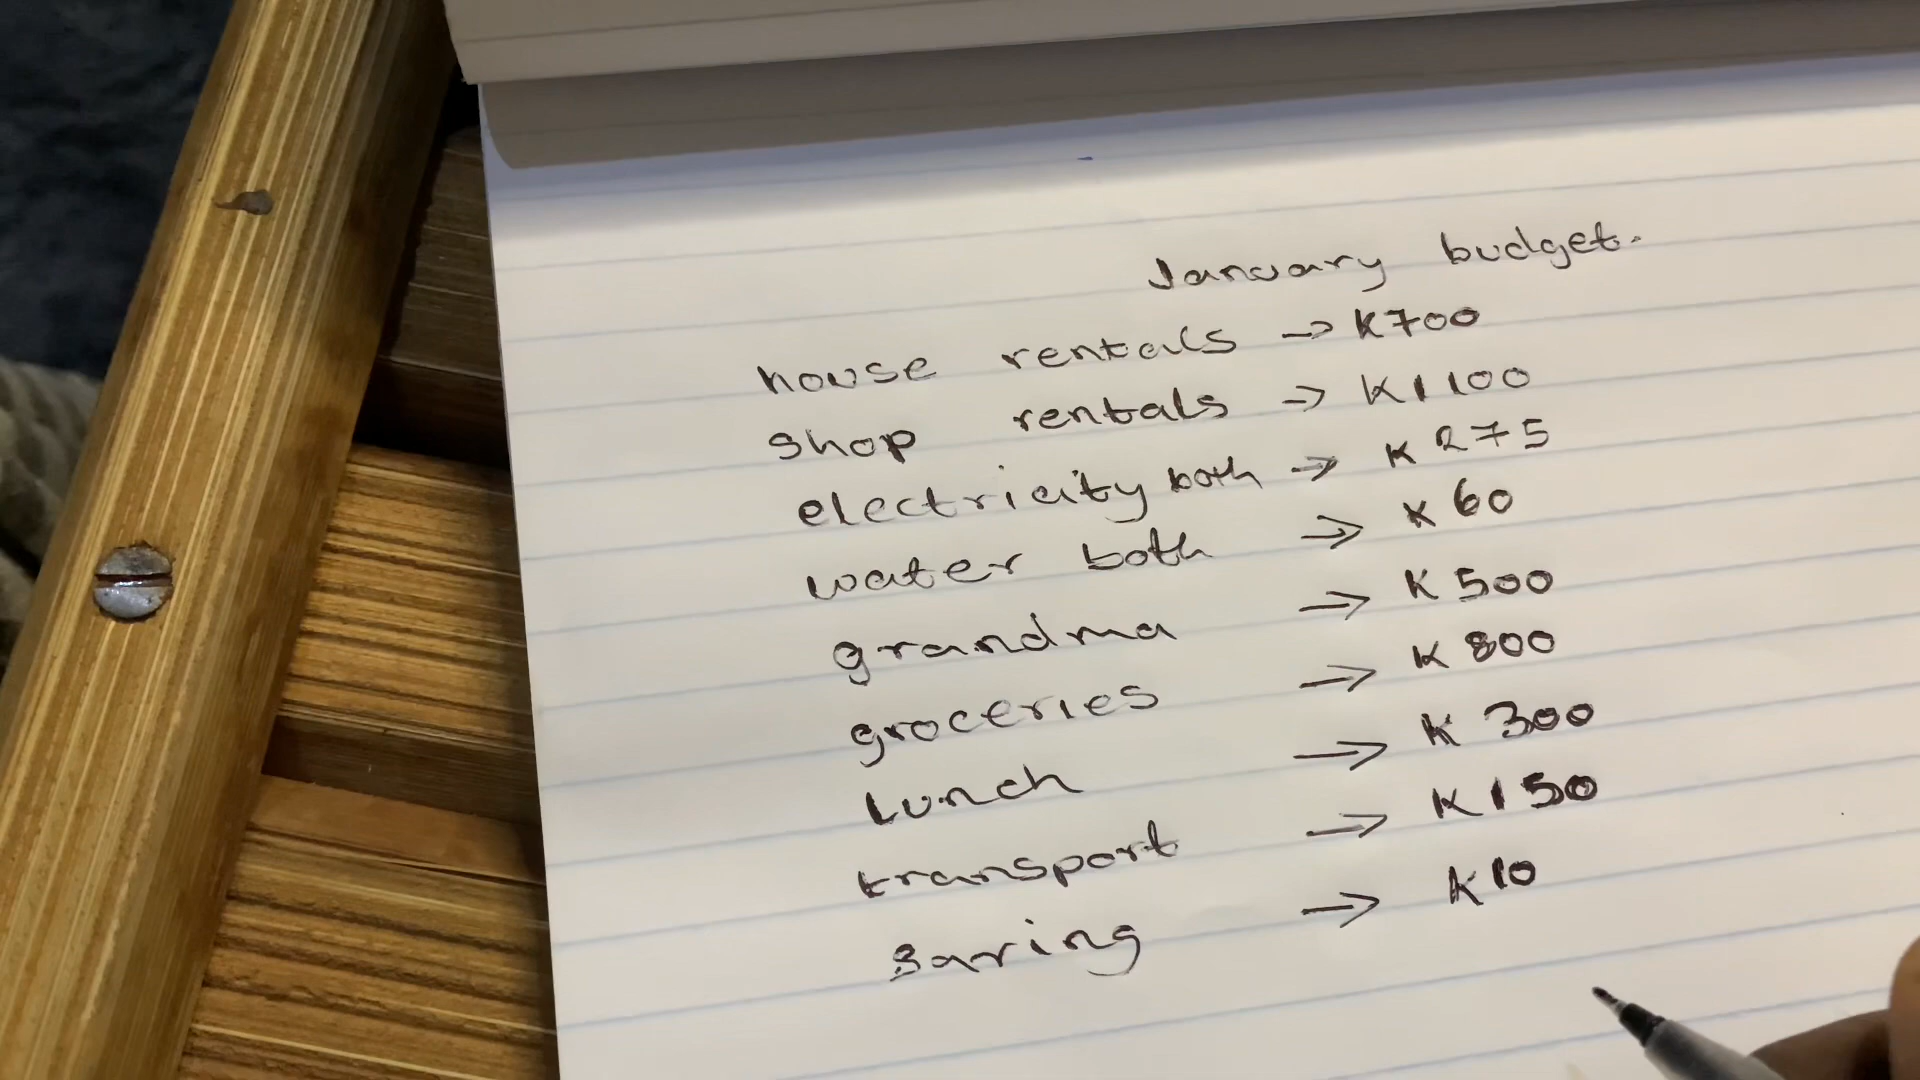 January budget.
house rentals → K700
shop rentals → K1100
electricity both → K275
water both → K60
grandma → K500
groceries → K800
Lunch → K300
transport → K150
saving → K10